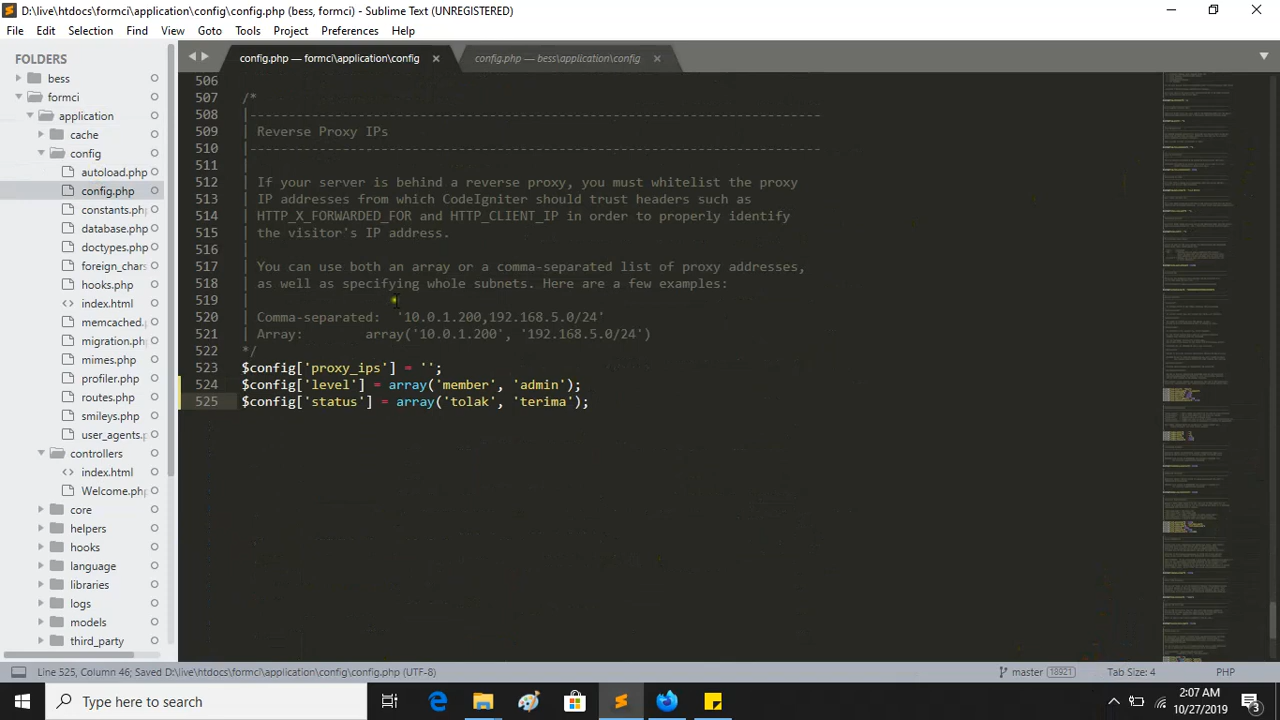 D:\live\htdocs\formci\application\config\config.php (bess, formci) - Sublime Text (UNREGISTERED)
File Edit Selection Find View Goto Tools Project Preferences Help
FOLDERS
bess
formci
application
cache
config
autoload.php
config.php
constants.ph
database.php
doctypes.php
foreign_chars
hooks.php
index.html
memcached.
migration.ph
mimes.php
profiler.php
routes.php
smileys.php
user_agents.
controllers
index.html
Welcome.php
core
helpers
hooks
language
libraries
logs
models
third_party
config.php — formci\application\config
config.php — bess\application\config
506
507 /*
508 |--------------------------------------------------------------------------
509 | Reverse Proxy IPs
510 |--------------------------------------------------------------------------
511 |
512 | If your server is behind a reverse proxy, you must whitelist the proxy
513 | IP addresses from which CodeIgniter should trust headers such as
514 | HTTP_X_FORWARDED_FOR and HTTP_CLIENT_IP in order to properly identify
515 | the visitor's IP address.
516 |
517 | You can use both an array or a comma-separated list of proxy addresses,
518 | as well as specifying whole subnets. Here are a few examples:
519 |
520 | Comma-separated: '10.0.1.200,192.168.5.0/24'
521 | Array: array('10.0.1.200', '192.168.5.0/24')
522 */
523 $config['proxy_ips'] = '';
524 $config['level'] = array('member', 'admin');
525 $config['status'] = array('tolak', 'terima');
Line 525, Column 46; Saved D:\live\htdocs\formci\application\config\config.php (UTF-8)
master 18921 Tab Size: 4 PHP
Type here to search
2:07 AM
10/27/2019
3